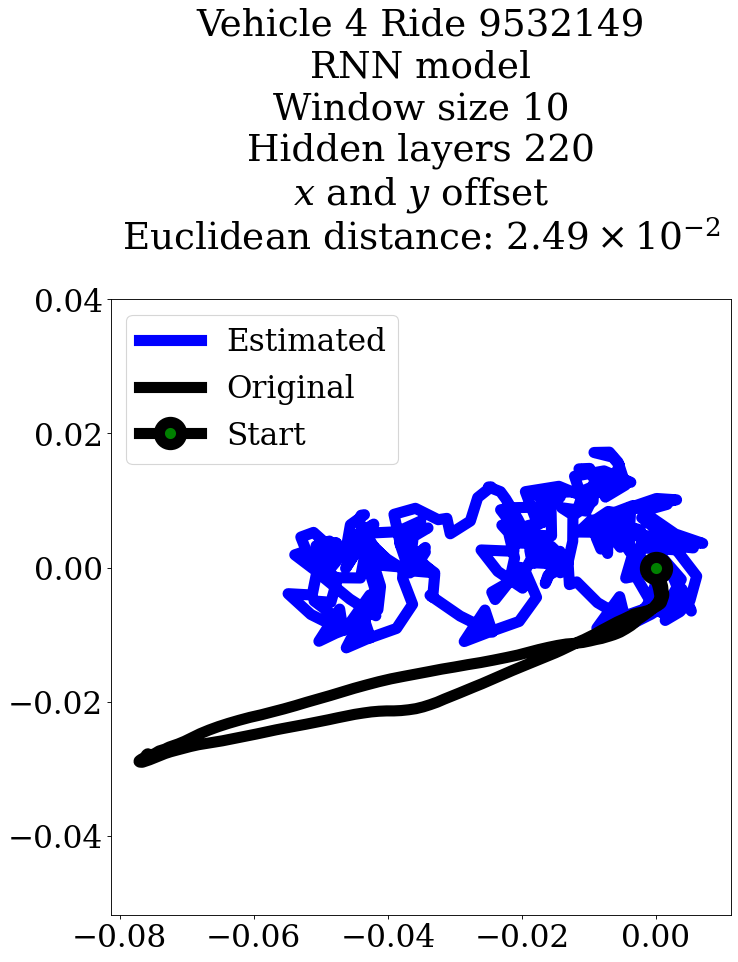 Vehicle 4 Ride 9532149
RNN model
Window size 10
Hidden layers 220
x and y offset
Euclidean distance: 2.49 × 10⁻²
0.04
0.02
0.00
−0.02
−0.04
Estimated
Original
Start
−0.08
−0.06
−0.04
−0.02
0.00